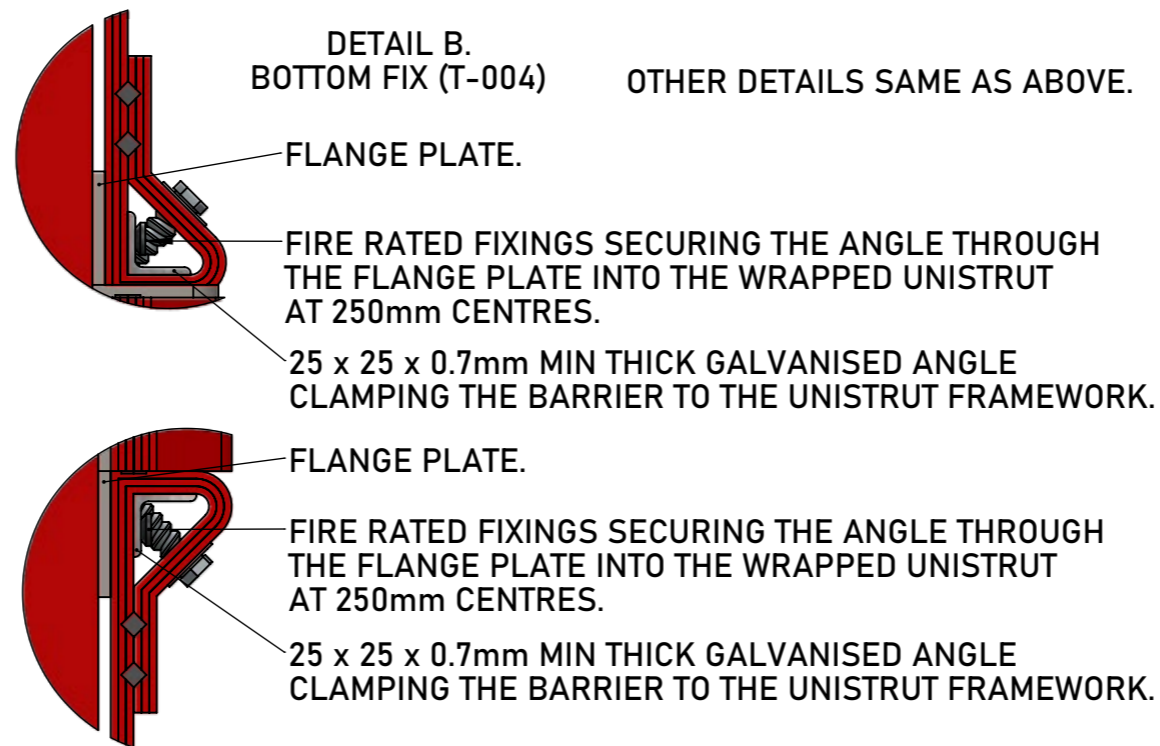 DETAIL B.
BOTTOM FIX (T-004)
OTHER DETAILS SAME AS ABOVE.
FLANGE PLATE.
FIRE RATED FIXINGS SECURING THE ANGLE THROUGH
THE FLANGE PLATE INTO THE WRAPPED UNISTRUT
AT 250mm CENTRES.
25 x 25 x 0.7mm MIN THICK GALVANISED ANGLE
CLAMPING THE BARRIER TO THE UNISTRUT FRAMEWORK.
FLANGE PLATE.
FIRE RATED FIXINGS SECURING THE ANGLE THROUGH
THE FLANGE PLATE INTO THE WRAPPED UNISTRUT
AT 250mm CENTRES.
25 x 25 x 0.7mm MIN THICK GALVANISED ANGLE
CLAMPING THE BARRIER TO THE UNISTRUT FRAMEWORK.